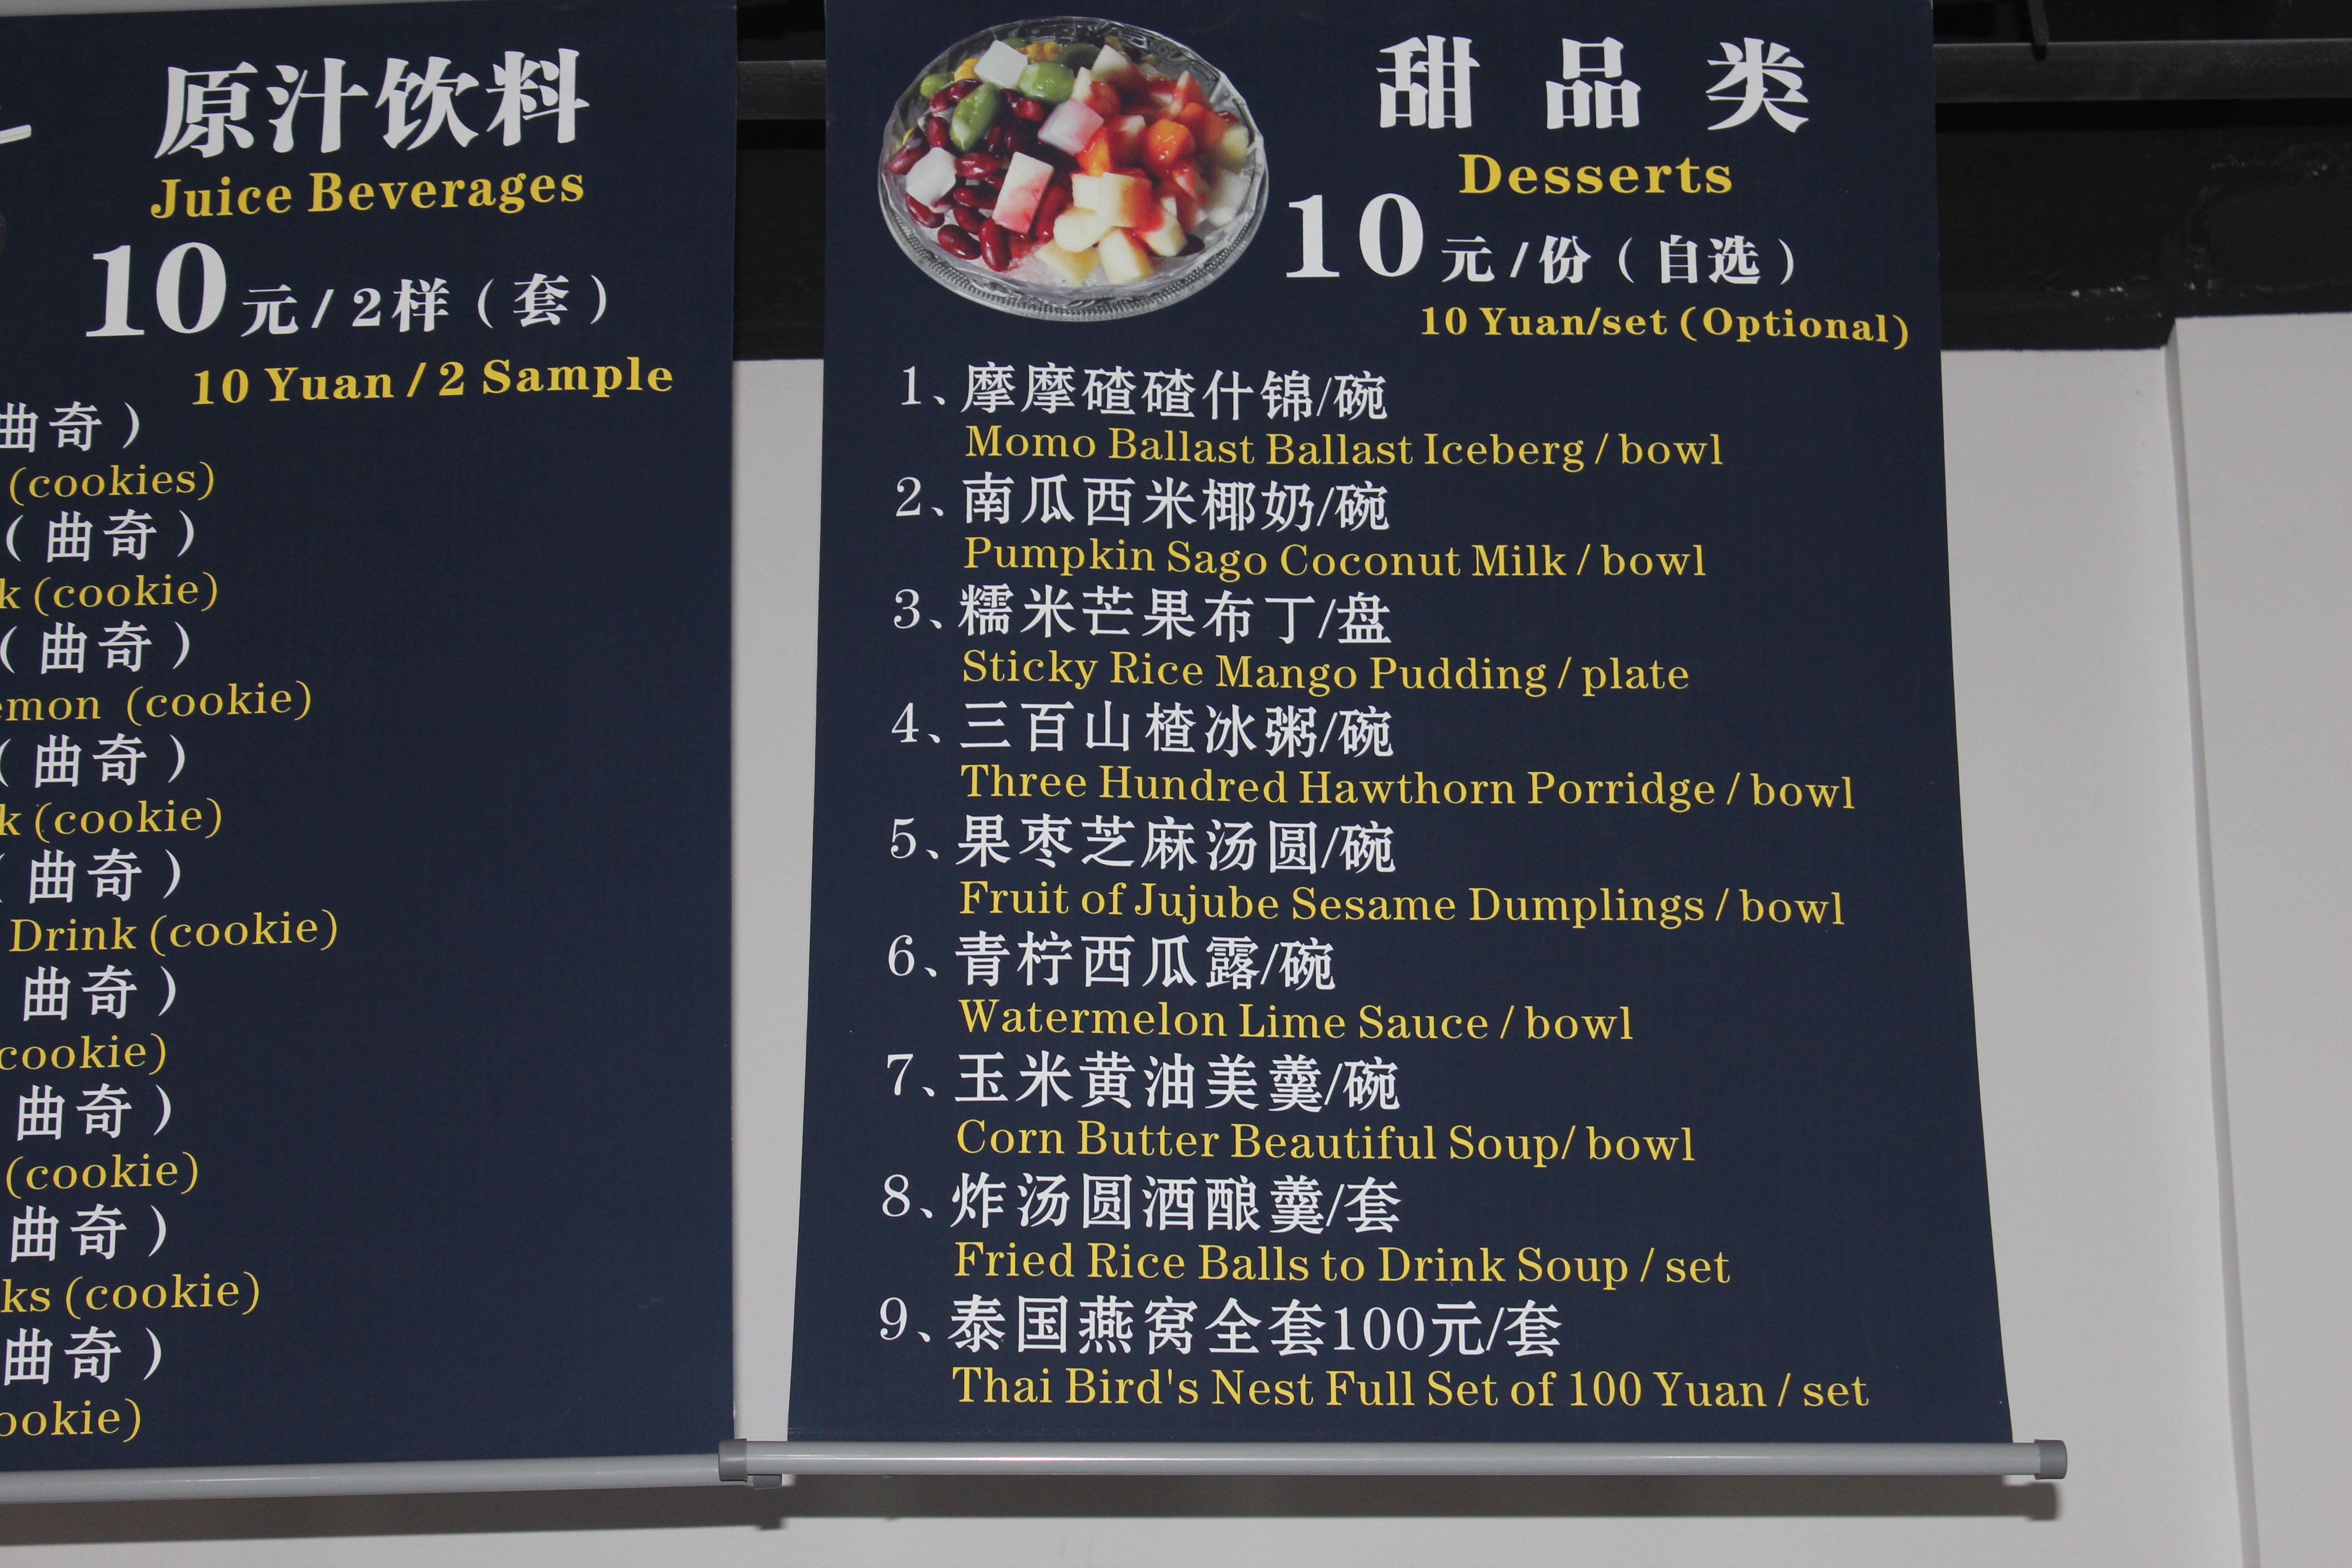 原汁饮料
Juice Beverages
10元/2样（套）
10 Yuan / 2 Sample
曲奇）
(cookies)
（曲奇）
k (cookie)
（曲奇）
emon (cookie)
（曲奇）
k (cookie)
（曲奇）
Drink (cookie)
曲奇）
cookie)
曲奇）
(cookie)
曲奇）
ks (cookie)
曲奇）
ookie)
甜品类
Desserts
10元/份（自选）
10 Yuan/set (Optional)
1、摩摩碴碴什锦/碗
Momo Ballast Ballast Iceberg / bowl
2、南瓜西米椰奶/碗
Pumpkin Sago Coconut Milk / bowl
3、糯米芒果布丁/盘
Sticky Rice Mango Pudding / plate
4、三百山楂冰粥/碗
Three Hundred Hawthorn Porridge / bowl
5、果枣芝麻汤圆/碗
Fruit of Jujube Sesame Dumplings / bowl
6、青柠西瓜露/碗
Watermelon Lime Sauce / bowl
7、玉米黄油美羹/碗
Corn Butter Beautiful Soup/ bowl
8、炸汤圆酒酿羹/套
Fried Rice Balls to Drink Soup / set
9、泰国燕窝全套100元/套
Thai Bird's Nest Full Set of 100 Yuan / set